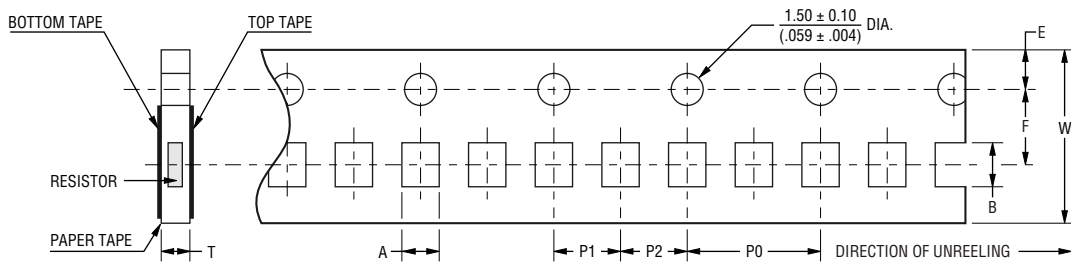 BOTTOM TAPE
TOP TAPE
1.50 ± 0.10
(.059 ± .004)
DIA.
E
F
W
RESISTOR
B
PAPER TAPE
T
A
P1
P2
P0
DIRECTION OF UNREELING